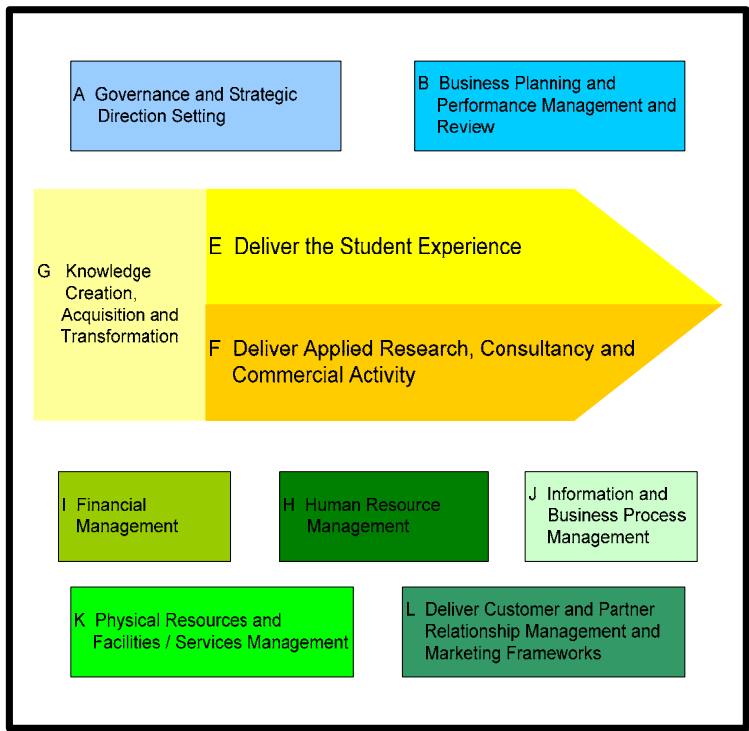 A Governance and Strategic
Direction Setting
B Business Planning and
Performance Management and
Review
G Knowledge
Creation,
Acquisition and
Transformation
E Deliver the Student Experience
F Deliver Applied Research, Consultancy and
Commercial Activity
I Financial
Management
H Human Resource
Management
J Information and
Business Process
Management
K Physical Resources and
Facilities / Services Management
L Deliver Customer and Partner
Relationship Management and
Marketing Frameworks